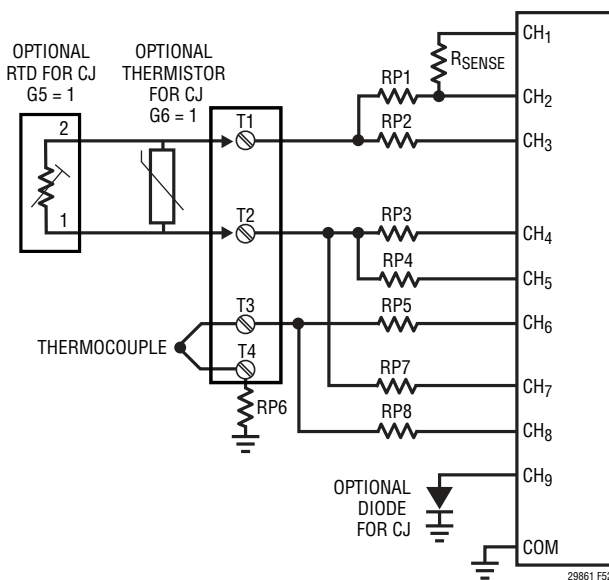 OPTIONAL
RTD FOR CJ
G5 = 1
OPTIONAL
THERMISTOR
FOR CJ
G6 = 1
2
1
T1
T2
T3
T4
THERMOCOUPLE
RP6
RSENSE
RP1
RP2
RP3
RP4
RP5
RP7
RP8
OPTIONAL
DIODE
FOR CJ
CH1
CH2
CH3
CH4
CH5
CH6
CH7
CH8
CH9
COM
29861 F52